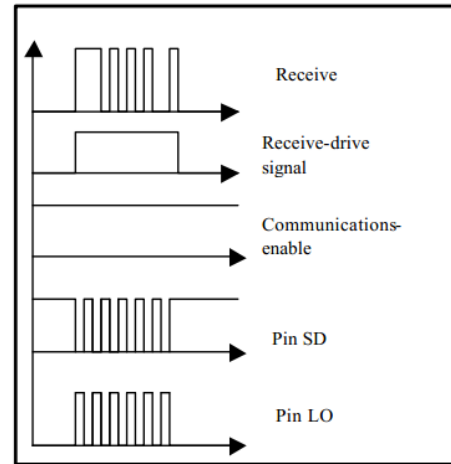 Receive
Receive-drive
signal
Communications-
enable
Pin SD
Pin LO